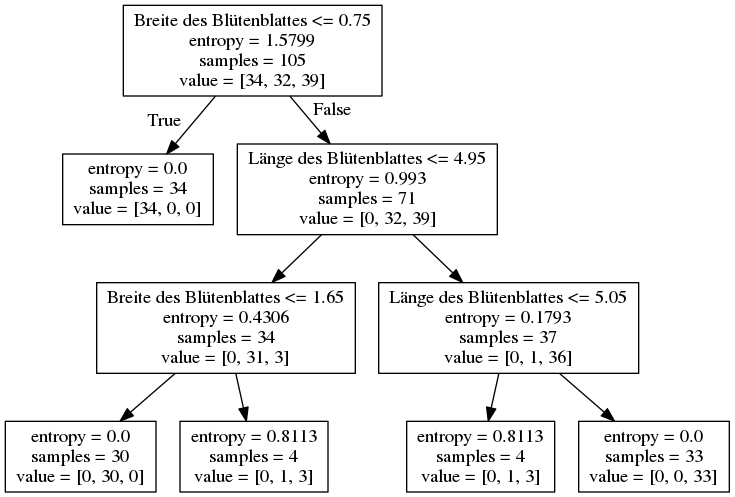 Breite des Blütenblattes <= 0.75
entropy = 1.5799
samples = 105
value = [34, 32, 39]
True
False
entropy = 0.0
samples = 34
value = [34, 0, 0]
Länge des Blütenblattes <= 4.95
entropy = 0.993
samples = 71
value = [0, 32, 39]
Breite des Blütenblattes <= 1.65
entropy = 0.4306
samples = 34
value = [0, 31, 3]
Länge des Blütenblattes <= 5.05
entropy = 0.1793
samples = 37
value = [0, 1, 36]
entropy = 0.0
samples = 30
value = [0, 30, 0]
entropy = 0.8113
samples = 4
value = [0, 1, 3]
entropy = 0.8113
samples = 4
value = [0, 1, 3]
entropy = 0.0
samples = 33
value = [0, 0, 33]